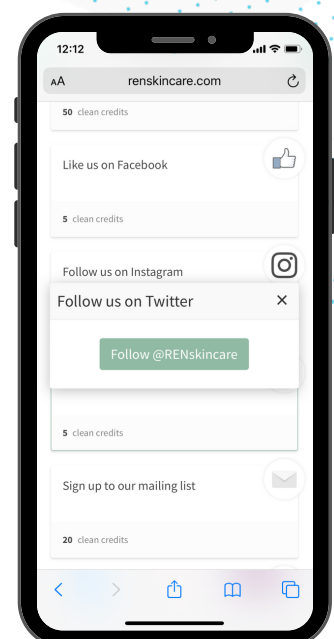 12:12
AA
renskincare.com
50 clean credits
Like us on Facebook
5 clean credits
Follow us on Instagram
Follow us on Twitter
Follow @RENskincare
5 clean credits
Sign up to our mailing list
20 clean credits